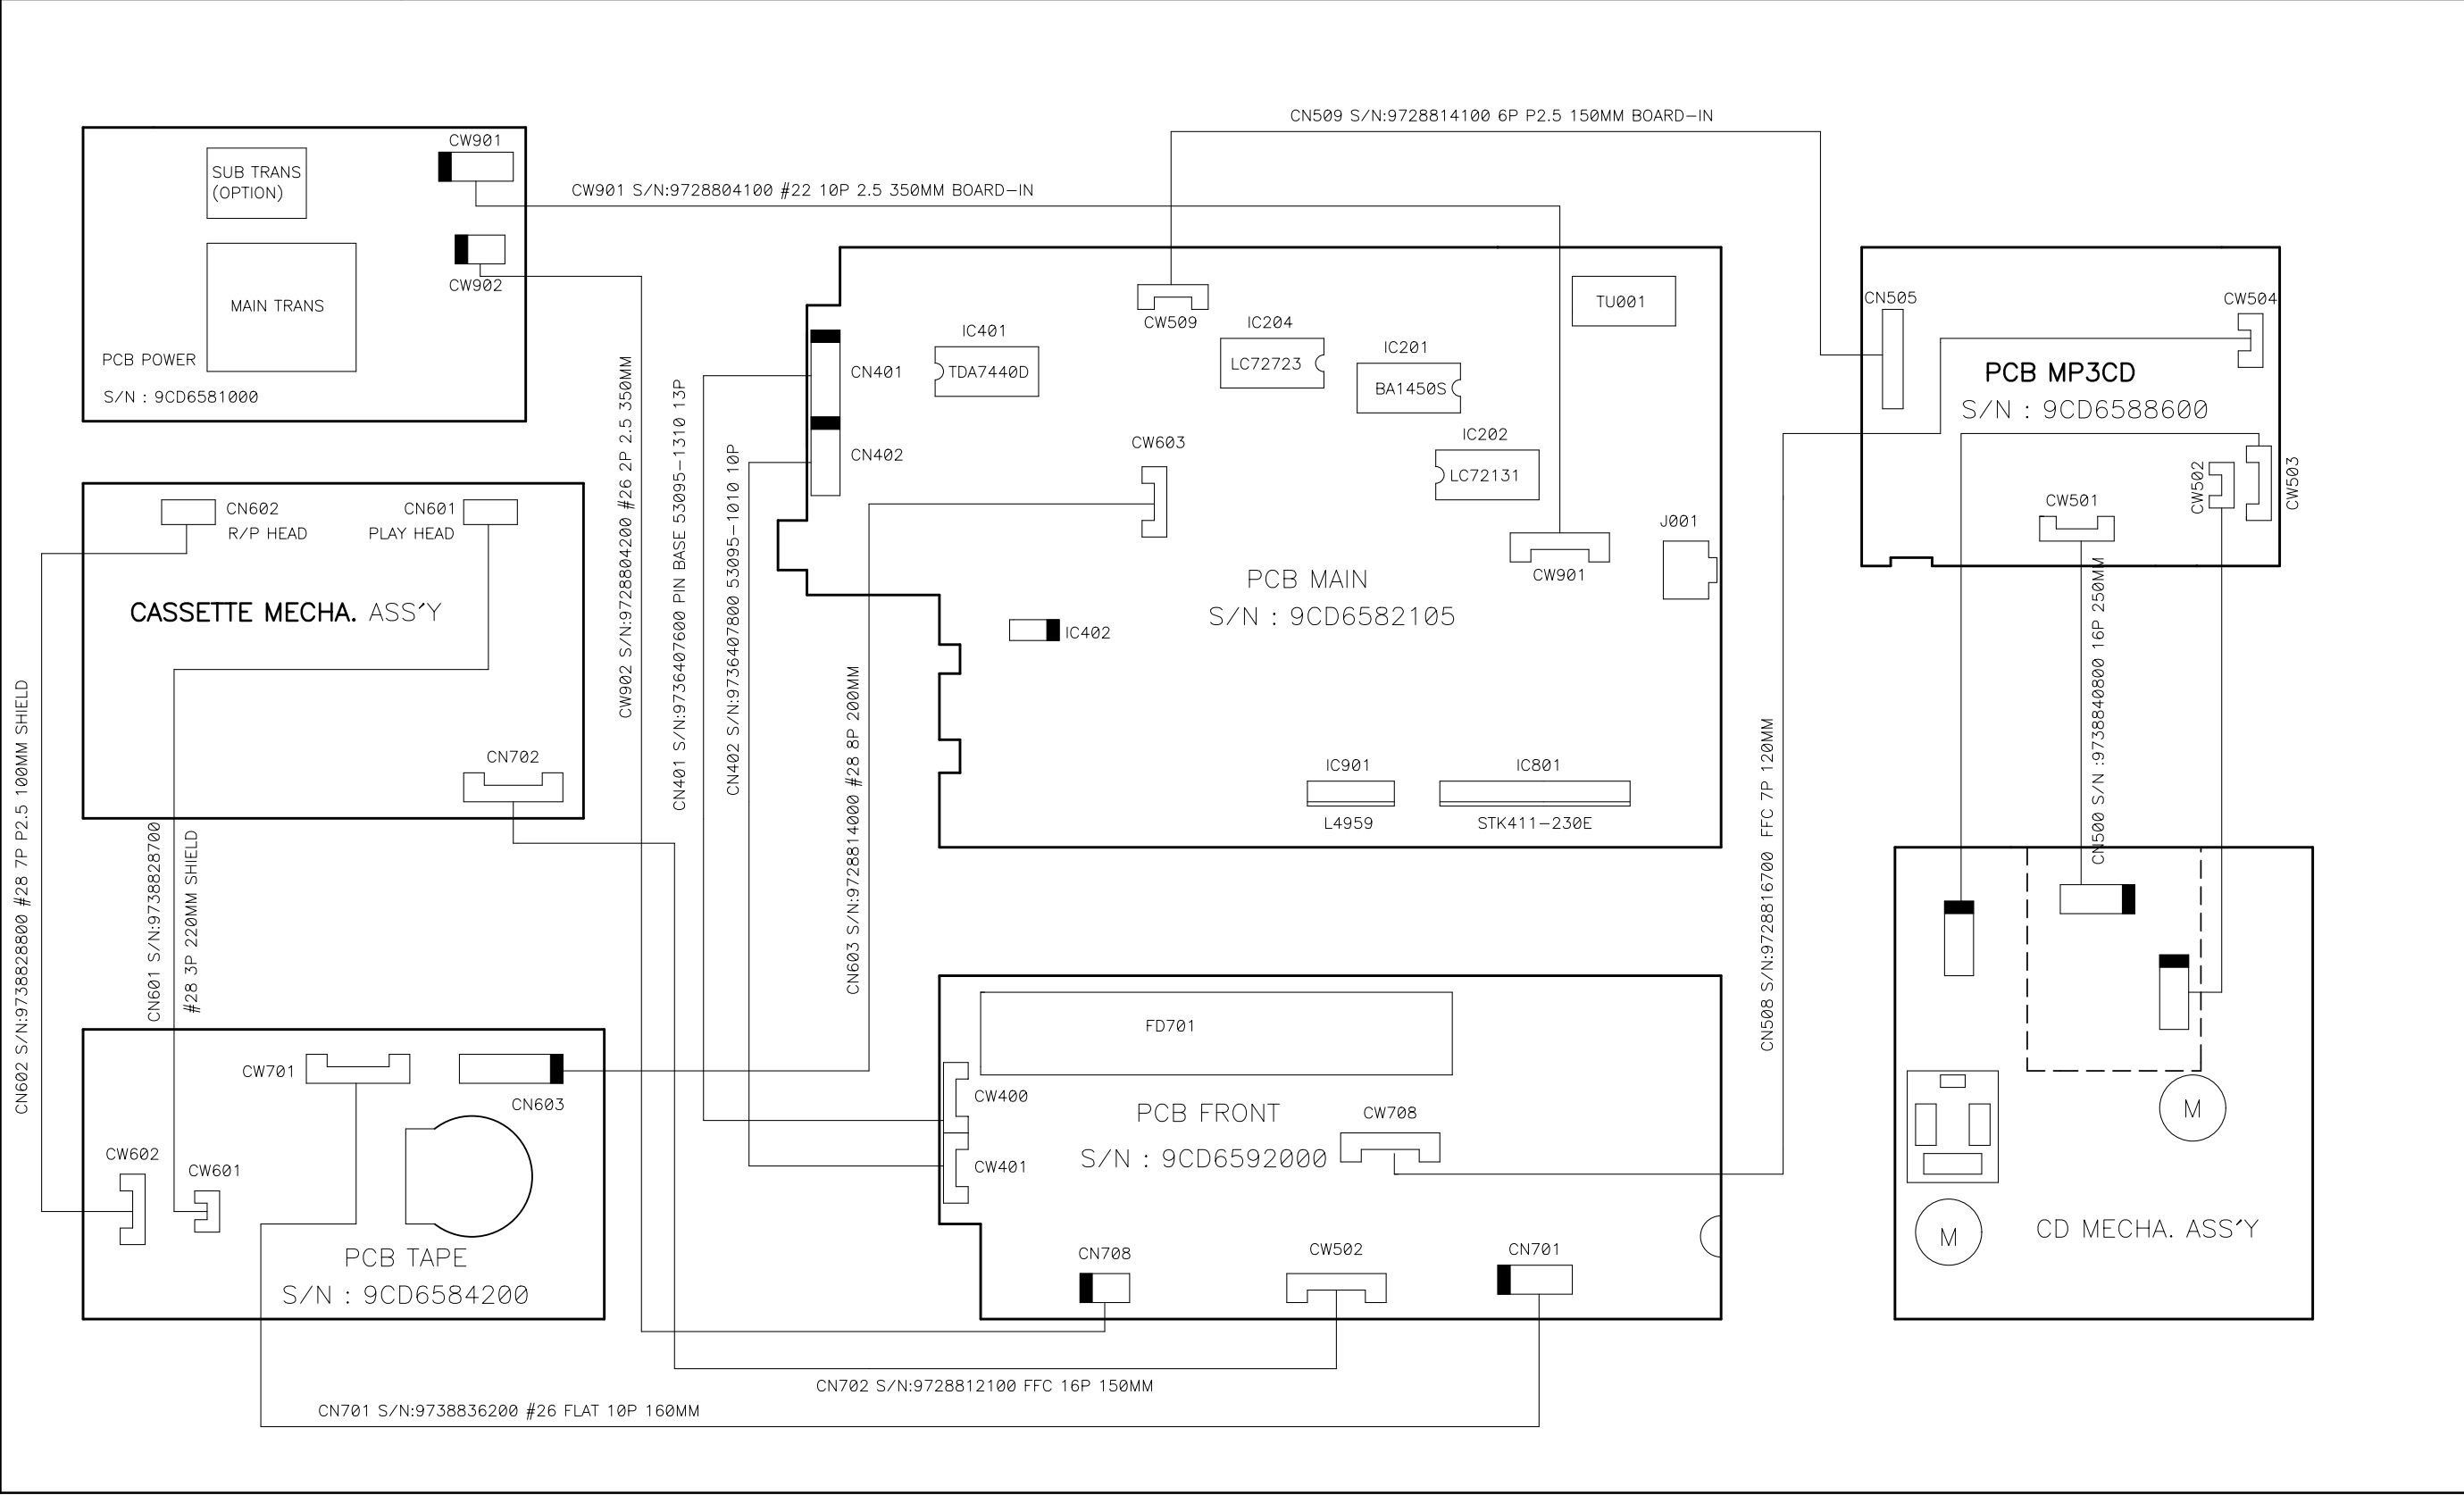 CN509 S/N:9728814100 6P P2.5 150MM BOARD-IN
CW901
SUB TRANS
(OPTION)
CW901 S/N:9728804100 #22 10P 2.5 350MM BOARD-IN
CW902
MAIN TRANS
PCB POWER
S/N : 9CD6581000
CW902 S/N:9728804200 #26 2P 2.5 350MM
CN401 S/N:9736407600 PIN BASE 53095-1310 13P
CN402 S/N:9736407800 53095-1010 10P
TU001
CW509
IC401
TDA7440D
IC204
LC72723
IC201
BA1450S
CN401
CN402
CW603
IC202
LC72131
J001
CW901
PCB MAIN
S/N : 9CD6582105
IC402
IC901
L4959
IC801
STK411-230E
CN603 S/N:9728814000 #28 8P 200MM
CN505
CW504
PCB MP3CD
S/N : 9CD6588600
CW501
CW502
CW503
CN500 S/N :9738840800 16P 250MM
CN508 S/N:9728816700 FFC 7P 120MM
CN602
R/P HEAD
CN601
PLAY HEAD
CASSETTE MECHA. ASS'Y
CN702
CN602 S/N:9738828800 #28 7P P2.5 100MM SHIELD
CN601 S/N:9738828700
#28 3P 220MM SHIELD
CW701
CN603
CW602
CW601
PCB TAPE
S/N : 9CD6584200
FD701
CW400
CW401
PCB FRONT
S/N : 9CD6592000
CW708
CN708
CW502
CN701
M
M
CD MECHA. ASS'Y
CN702 S/N:9728812100 FFC 16P 150MM
CN701 S/N:9738836200 #26 FLAT 10P 160MM